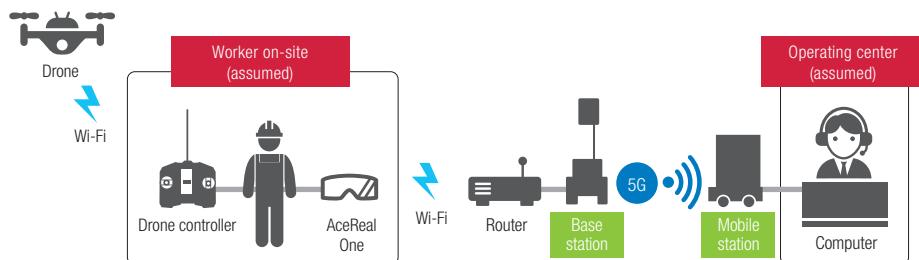 Drone
Wi-Fi
Worker on-site
(assumed)
Drone controller
AceReal
One
Wi-Fi
Router
Base
station
5G
Mobile
station
Operating center
(assumed)
Computer